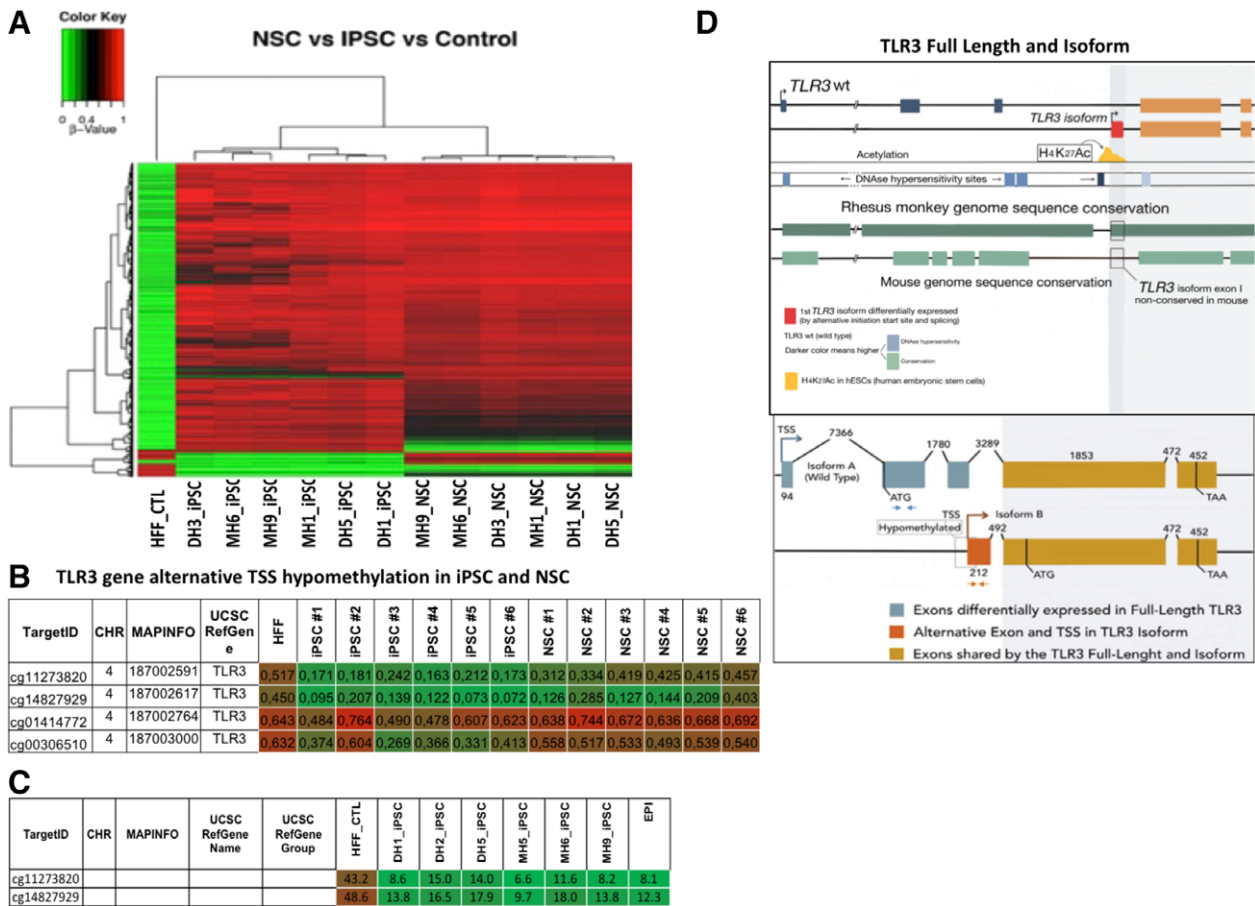 A
Color Key
0 0.4 1
β-Value
NSC vs IPSC vs Control
HFF_CTL
DH3_iPSC
MH6_iPSC
MH9_iPSC
MH1_iPSC
DH5_iPSC
DH1_iPSC
MH9_NSC
MH6_NSC
DH3_NSC
MH1_NSC
DH1_NSC
DH5_NSC
B TLR3 gene alternative TSS hypomethylation in iPSC and NSC
TargetID CHR MAPINFO UCSC RefGen e HFF iPSC #1 iPSC #2 iPSC #3 iPSC #4 iPSC #5 iPSC #6 NSC #1 NSC #2 NSC #3 NSC #4 NSC #5 NSC #6
cg11273820 4 187002591 TLR3 0,517 0,171 0,181 0,242 0,163 0,212 0,173 0,312 0,334 0,419 0,425 0,415 0,457
cg14827929 4 187002617 TLR3 0,450 0,095 0,207 0,139 0,122 0,073 0,072 0,126 0,285 0,127 0,144 0,209 0,403
cg01414772 4 187002764 TLR3 0,643 0,484 0,764 0,490 0,478 0,607 0,623 0,638 0,744 0,672 0,636 0,668 0,692
cg00306510 4 187003000 TLR3 0,632 0,374 0,604 0,269 0,366 0,331 0,413 0,558 0,517 0,533 0,493 0,539 0,540
C
TargetID CHR MAPINFO UCSC RefGene Name UCSC RefGene Group HFF_CTL DH1_iPSC DH2_iPSC DH5_iPSC MH5_iPSC MH6_iPSC MH9_iPSC EPI
cg11273820 43.2 8.6 15.0 14.0 6.6 11.6 8.2 8.1
cg14827929 48.6 13.8 16.5 17.9 9.7 18.0 13.8 12.3
D
TLR3 Full Length and Isoform
TLR3 wt
TLR3 isoform
Acetylation
H4K27Ac
DNAse hypersensitivity sites
Rhesus monkey genome sequence conservation
Mouse genome sequence conservation
TLR3
isoform exon I
non-conserved in mouse
1st TLR3 isoform differentially expressed
(by alternative initiation start site and splicing)
TLR3 wt (wild type)
Darker color means higher
DNAse hypersensitivity
Conservation
H4K27Ac in hESCs (human embryonic stem cells)
TSS 7366 1780 3289 1853 472 452
Isoform A
(Wild Type)
94 ATG TAA
TSS Isoform B
Hypomethylated 492 472 452
212 ATG TAA
Exons differentially expressed in Full-Length TLR3
Alternative Exon and TSS in TLR3 Isoform
Exons shared by the TLR3 Full-Lenght and Isoform